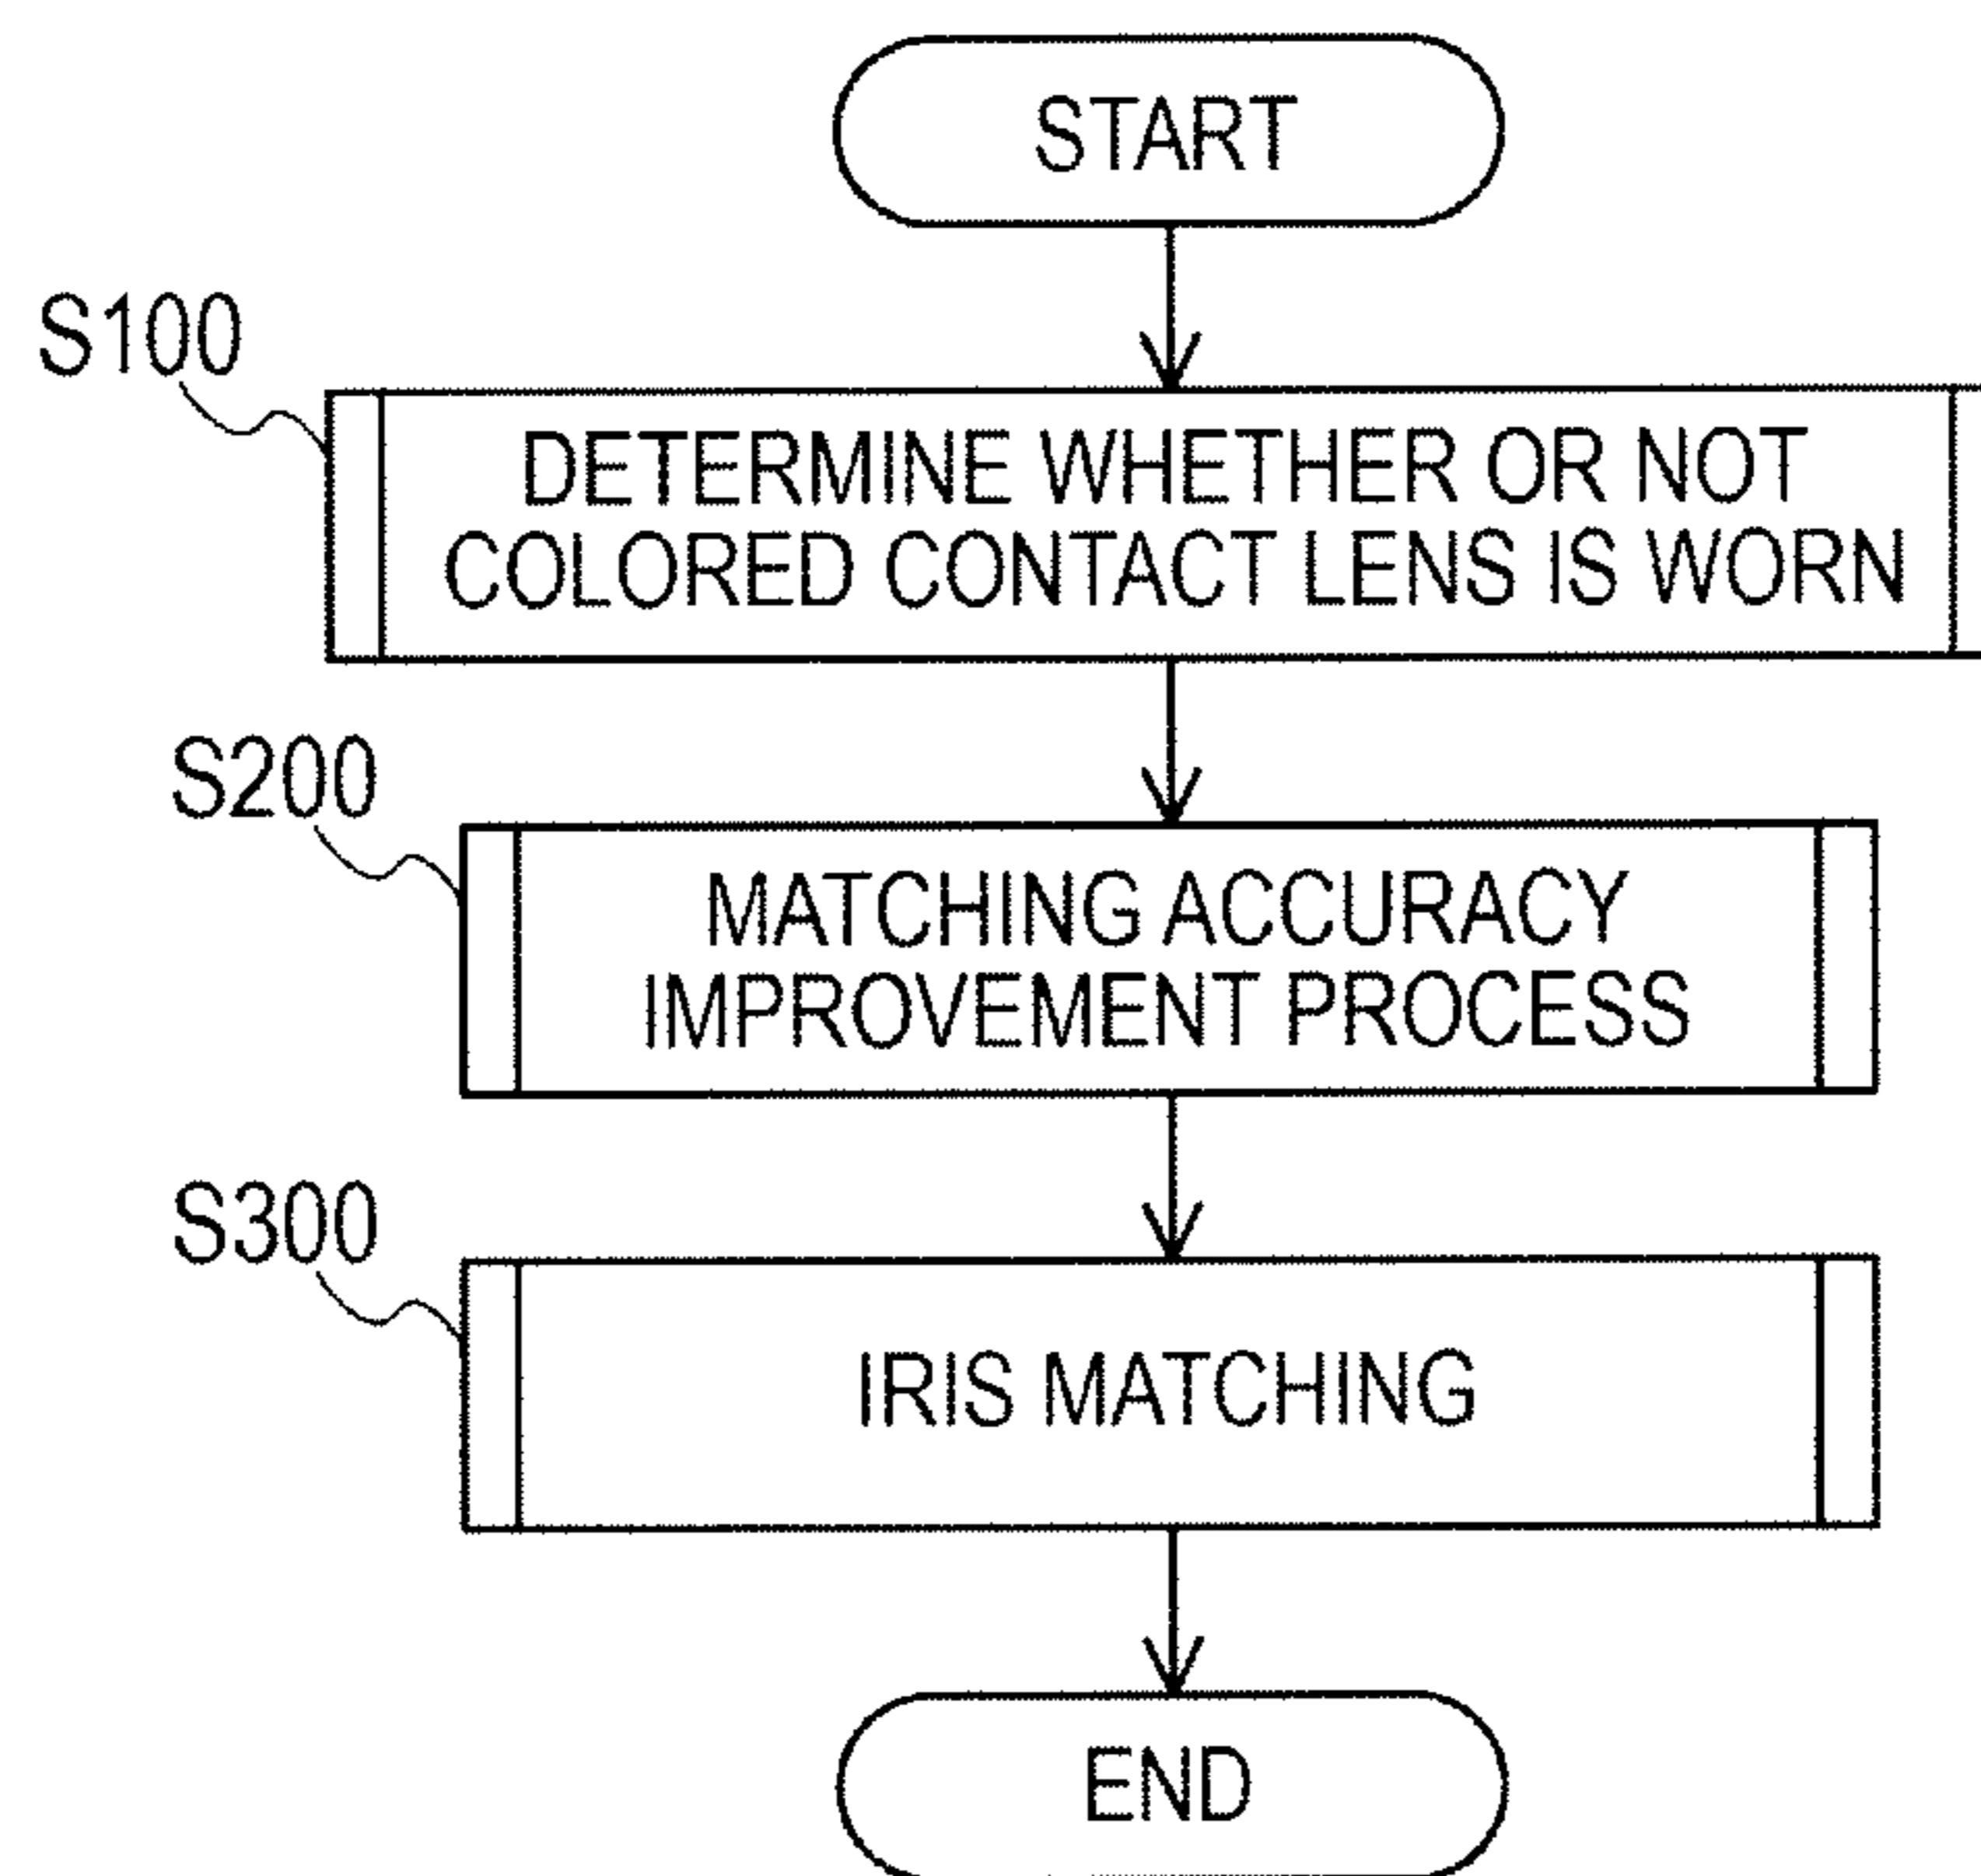 START
S100
DETERMINE WHETHER OR NOT
COLORED CONTACT LENS IS WORN
S200
MATCHING ACCURACY
IMPROVEMENT PROCESS
S300
IRIS MATCHING
END